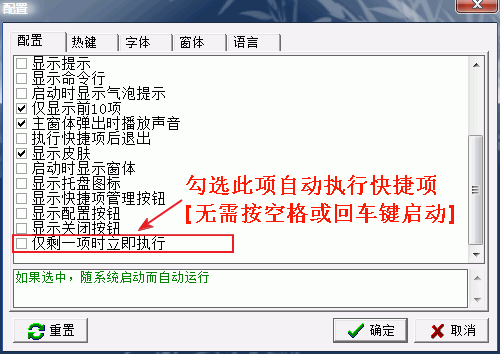 配置
配置 热键 字体 窗体 语言
显示提示
显示命令行
启动时显示气泡提示
仅显示前10项
主窗体弹出时播放声音
执行快捷项后退出
显示皮肤
启动时显示窗体
显示托盘图标
显示快捷项管理按钮
显示配置按钮
显示关闭按钮
仅剩一项时立即执行
勾选此项自动执行快捷项
[无需按空格或回车键启动]
如果选中，随系统启动而自动运行
重置 确定 取消